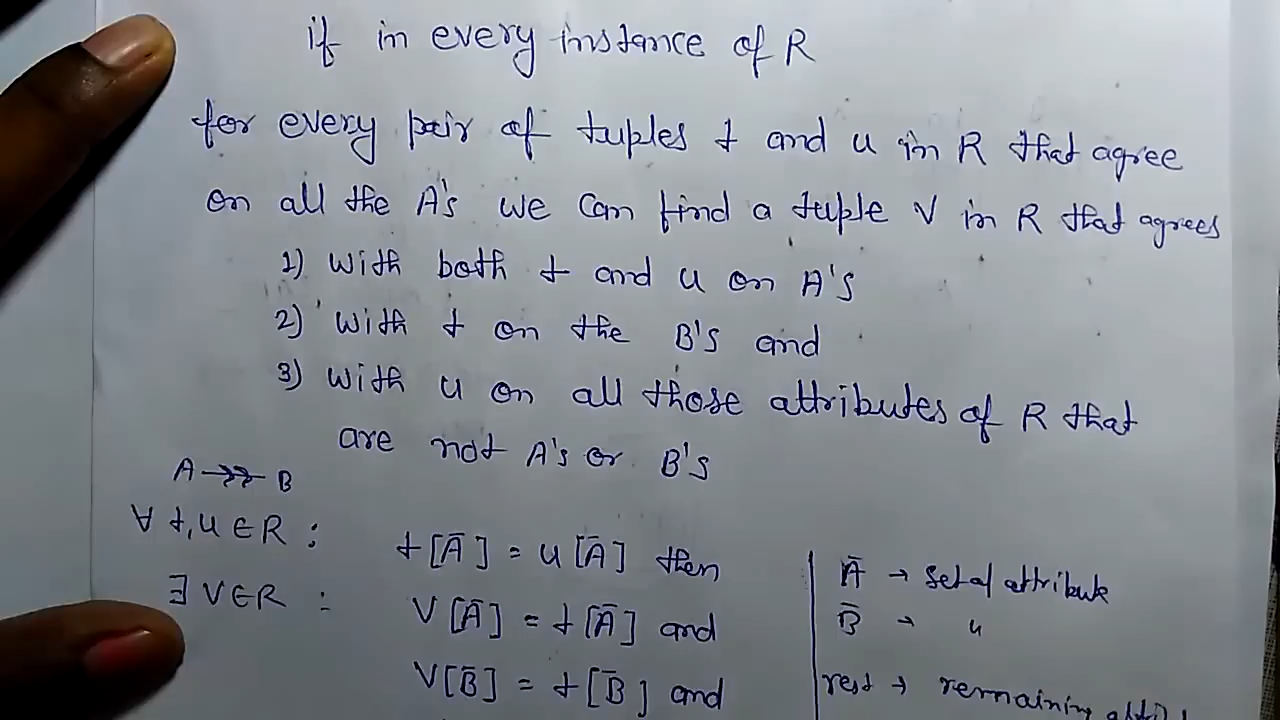 if in every instance of R
for every pair of tuples t and u in R that agree
on all the A's we can find a tuple V in R that agrees
1) with both t and u on A's
2) with t on the B's and
3) with u on all those attributes of R that
are not A's or B's
A ↠ B
∀ t,u ∈ R :
t[Ā] = u[Ā] then
∃ V ∈ R :
V[Ā] = t[Ā] and
V[B̄] = t[B̄] and
Ā → set of attribute
B̄ → "
rest → remaining